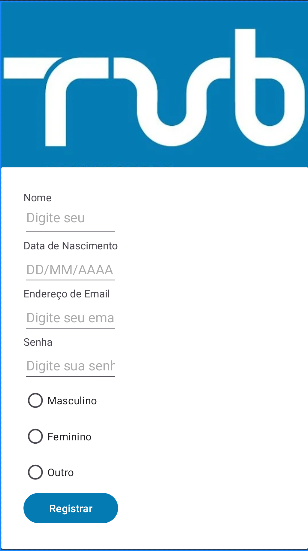 TUB
Nome
Digite seu
Data de Nascimento
DD/MM/AAAA
Endereço de Email
Digite seu ema
Senha
Digite sua senh
Masculino
Feminino
Outro
Registrar